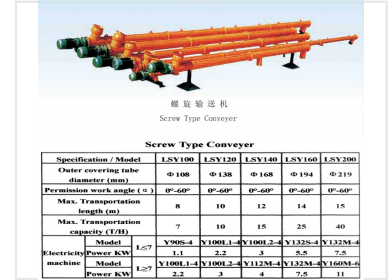 螺旋输送机
Screw Type Conveyer
Screw Type Conveyer
Specification / Model LSY100 LSY120 LSY140 LSY160 LSY200
Outer covering tube diameter (mm) Φ108 Φ138 Φ168 Φ194 Φ219
Permission work angle (α) 0°-60° 0°-60° 0°-60° 0°-60° 0°-60°
Max. Transportation length (m) 8 10 12 14 15
Max. Transportation capacity (T/H) 7 10 15 25 40
Electricity machine Model L≤7 Y90S-4 Y100L1-4 Y100L2-4 Y132S-4 Y132M-4
Power KW 1.1 2.2 3 5.5 7.5
Model L≥7 Y100L1-4 Y100L2-4 Y112M-4 Y132M-4 Y160M-6
Power KW 2.2 3 4 7.5 11